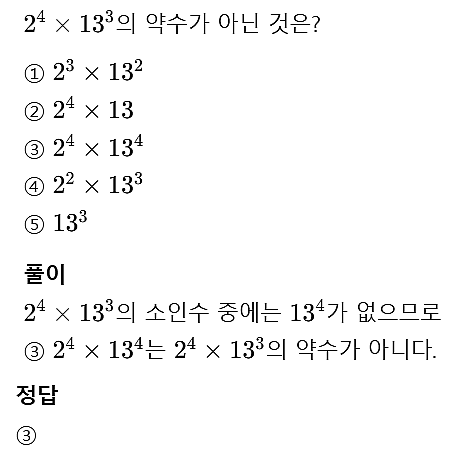 2⁴ × 13³의 약수가 아닌 것은?
① 2³ × 13²
② 2⁴ × 13
③ 2⁴ × 13⁴
④ 2² × 13³
⑤ 13³
풀이
2⁴ × 13³의 소인수 중에는 13⁴가 없으므로
③ 2⁴ × 13⁴는 2⁴ × 13³의 약수가 아니다.
정답
③